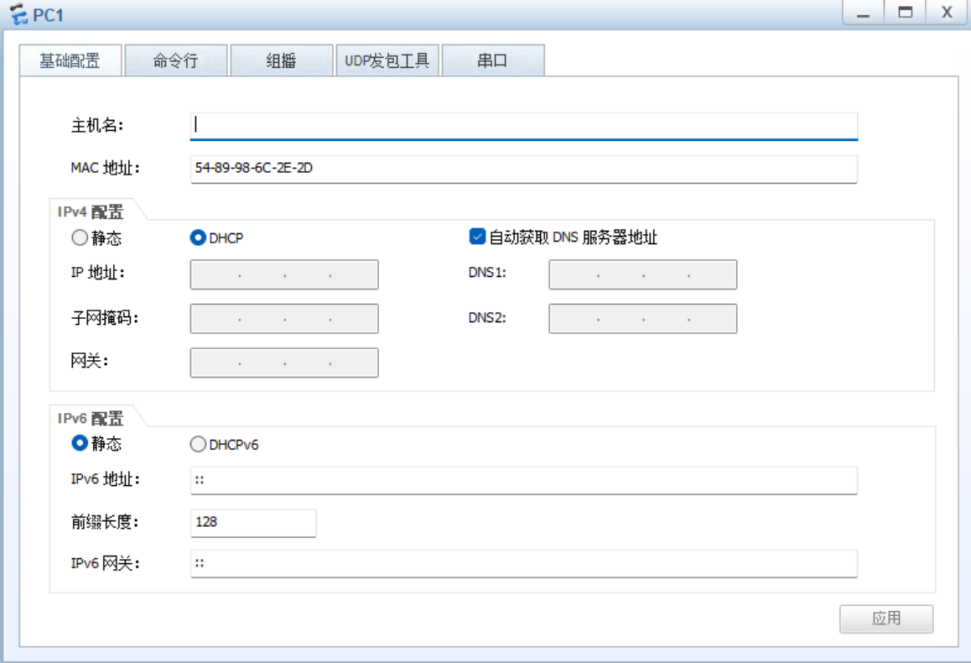 PC1
基础配置 命令行 组播 UDP发包工具 串口
主机名:
MAC 地址: 54-89-98-6C-2E-2D
IPv4 配置
静态 DHCP 自动获取 DNS 服务器地址
IP 地址: . . . DNS1: . . .
子网掩码: . . . DNS2: . . .
网关: . . .
IPv6 配置
静态 DHCPv6
IPv6 地址: ::
前缀长度: 128
IPv6 网关: ::
应用